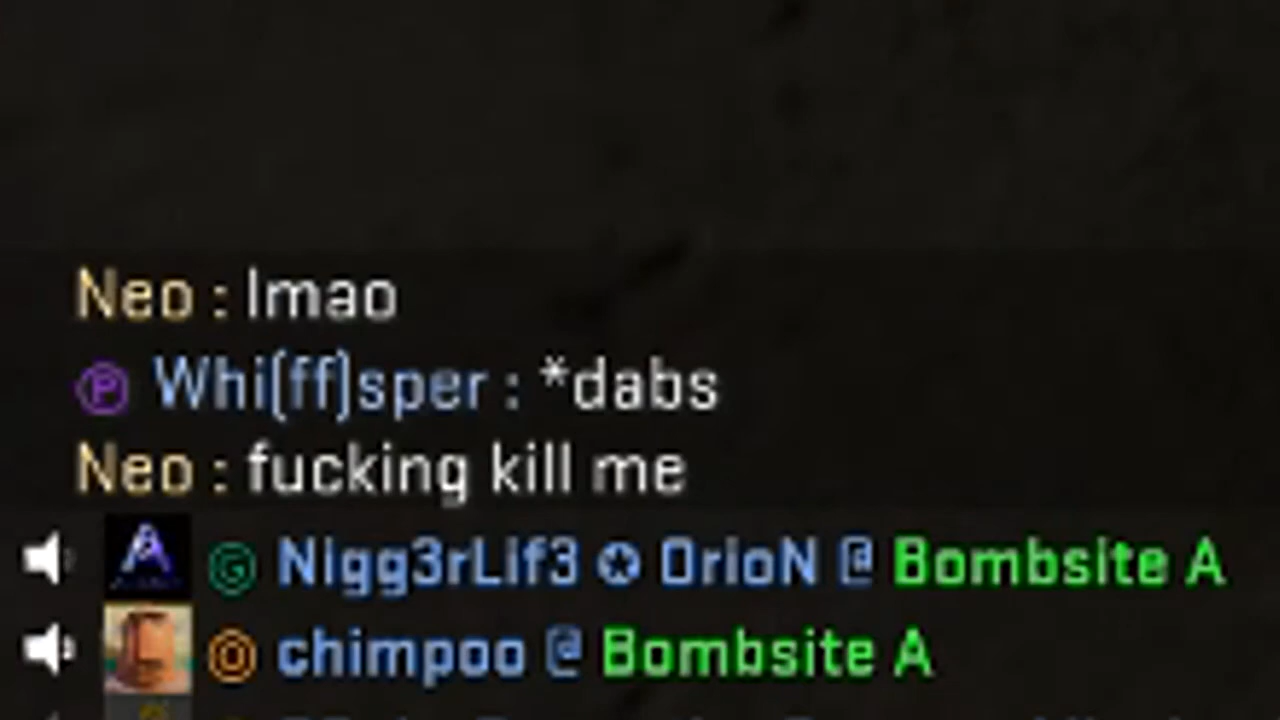 Neo : lmao
Ⓟ Whi(ff)sper : *dabs
Neo : fucking kill me
Ⓖ Nigg3rLif3 ✪ OrioN @ Bombsite A
Ⓞ chimpoo @ Bombsite A